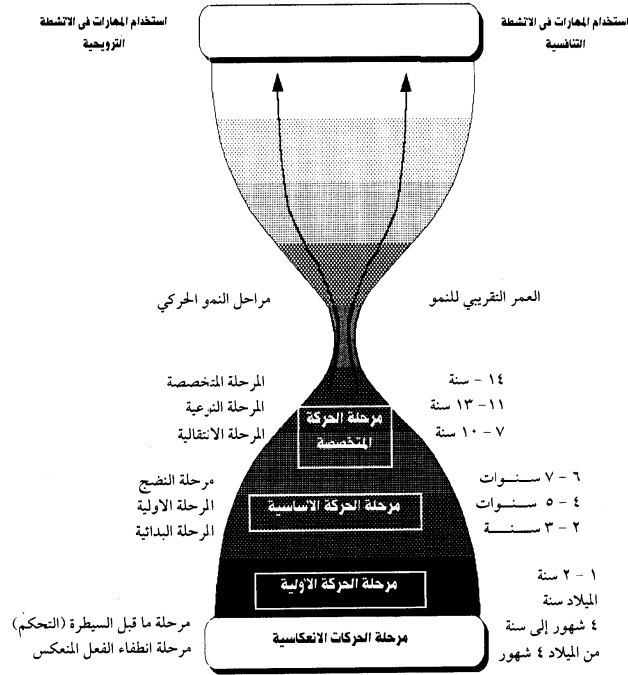 استخدام المهارات فى الانشطة
التنافسية
استخدام المهارات فى الانشطة
الترويحية
العمر التقريبي للنمو
مراحل النمو الحركي
١٤ - سنة
المرحلة المتخصصة
١١- ١٣ سنة
المرحلة النوعية
٧ - ١٠ سنة
المرحلة الانتقالية
مرحلة الحركة
المتخصصة
٦ - ٧ سنوات
مرحلة النضج
٤ - ٥ سنوات
المرحلة الاولية
٢ - ٣ سنة
المرحلة البدائية
مرحلة الحركة الاساسية
١ - ٢ سنة
الميلاد سنة
مرحلة الحركة الاولية
٤ شهور إلى سنة
مرحلة ما قبل السيطرة (التحكم)
من الميلاد ٤ شهور
مرحلة انطفاء الفعل المنعكس
مرحلة الحركات الانعكاسية